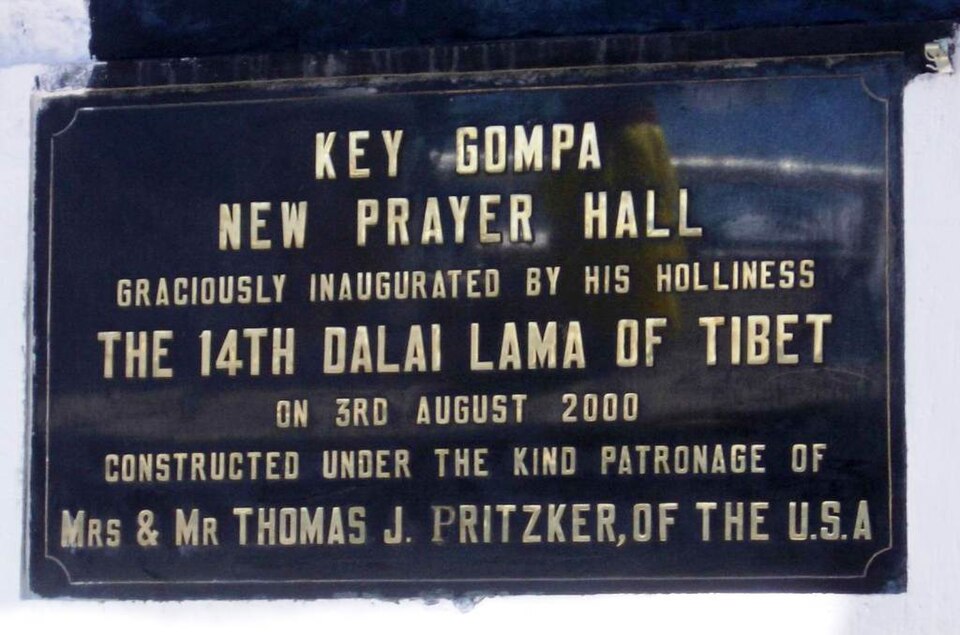 KEY GOMPA
NEW PRAYER HALL
GRACIOUSLY INAUGURATED BY HIS HOLLINESS
THE 14TH DALAI LAMA OF TIBET
ON 3RD AUGUST 2000
CONSTRUCTED UNDER THE KIND PATRONAGE OF
MRS & MR THOMAS J. PRITZKER, OF THE U.S.A